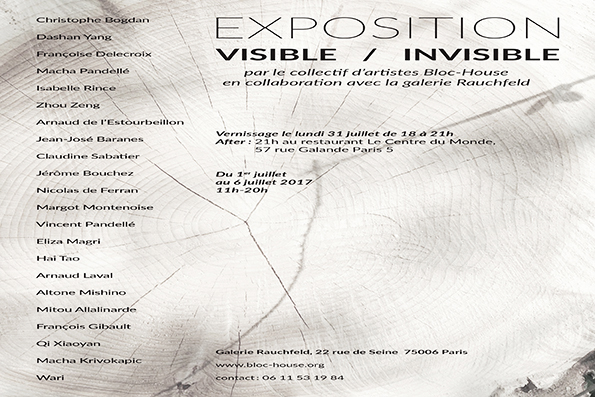 Christophe Bogdan
Dashan Yang
Françoise Delecroix
Macha Pandellé
Isabelle Rince
Zhou Zeng
Arnaud de l'Estourbeillon
Jean-José Baranes
Claudine Sabatier
Jérôme Bouchez
Nicolas de Ferran
Margot Montenoise
Vincent Pandellé
Eliza Magri
Hai Tao
Arnaud Laval
Altone Mishino
Mitou Allalinarde
François Gibault
Qi Xiaoyan
Macha Krivokapic
Wari
EXPOSITION
VISIBLE / INVISIBLE
par le collectif d'artistes Bloc-House
en collaboration avec la galerie Rauchfeld
Vernissage le lundi 31 juillet de 18 à 21h
After : 21h au restaurant Le Centre du Monde,
57 rue Galande Paris 5
Du 1er juillet
au 6 juillet 2017
11h-20h
Galerie Rauchfeld, 22 rue de Seine 75006 Paris
www.bloc-house.org
contact : 06 11 53 19 84